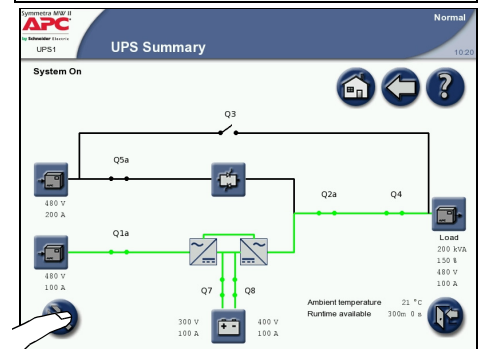 Symmetra MW II
APC
by Schneider Electric
UPS1
UPS Summary
Normal
10:20
System On
Q3
Q5a
480 V
200 A
Q2a
Q4
Q1a
Load
200 kVA
150 %
480 V
100 A
480 V
100 A
Q7
Q8
Ambient temperature 21 °C
Runtime available 300m 0 s
300 V
100 A
400 V
100 A